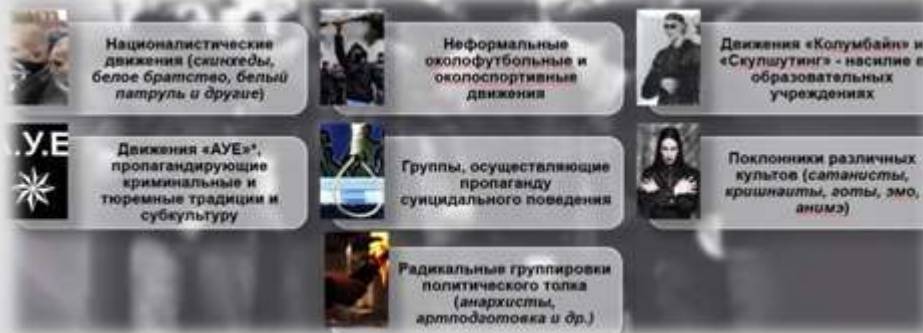 Националистические
движения (скинхеды,
белое братство, белый
патруль и другие)
Неформальные
околофутбольные и
околоспортивные
движения
Движения «Колумбайн» и
«Скулшутинг» - насилие в
образовательных
учреждениях
.У.Е
Движения «АУЕ»*,
пропагандирующие
криминальные и
тюремные традиции и
субкультуру
Группы, осуществляющие
пропаганду
суицидального поведения
Поклонники различных
культов (сатанисты,
кришнаиты, готы, эмо,
анимэ)
Радикальные группировки
политического толка
(анархисты,
артподготовка и др.)